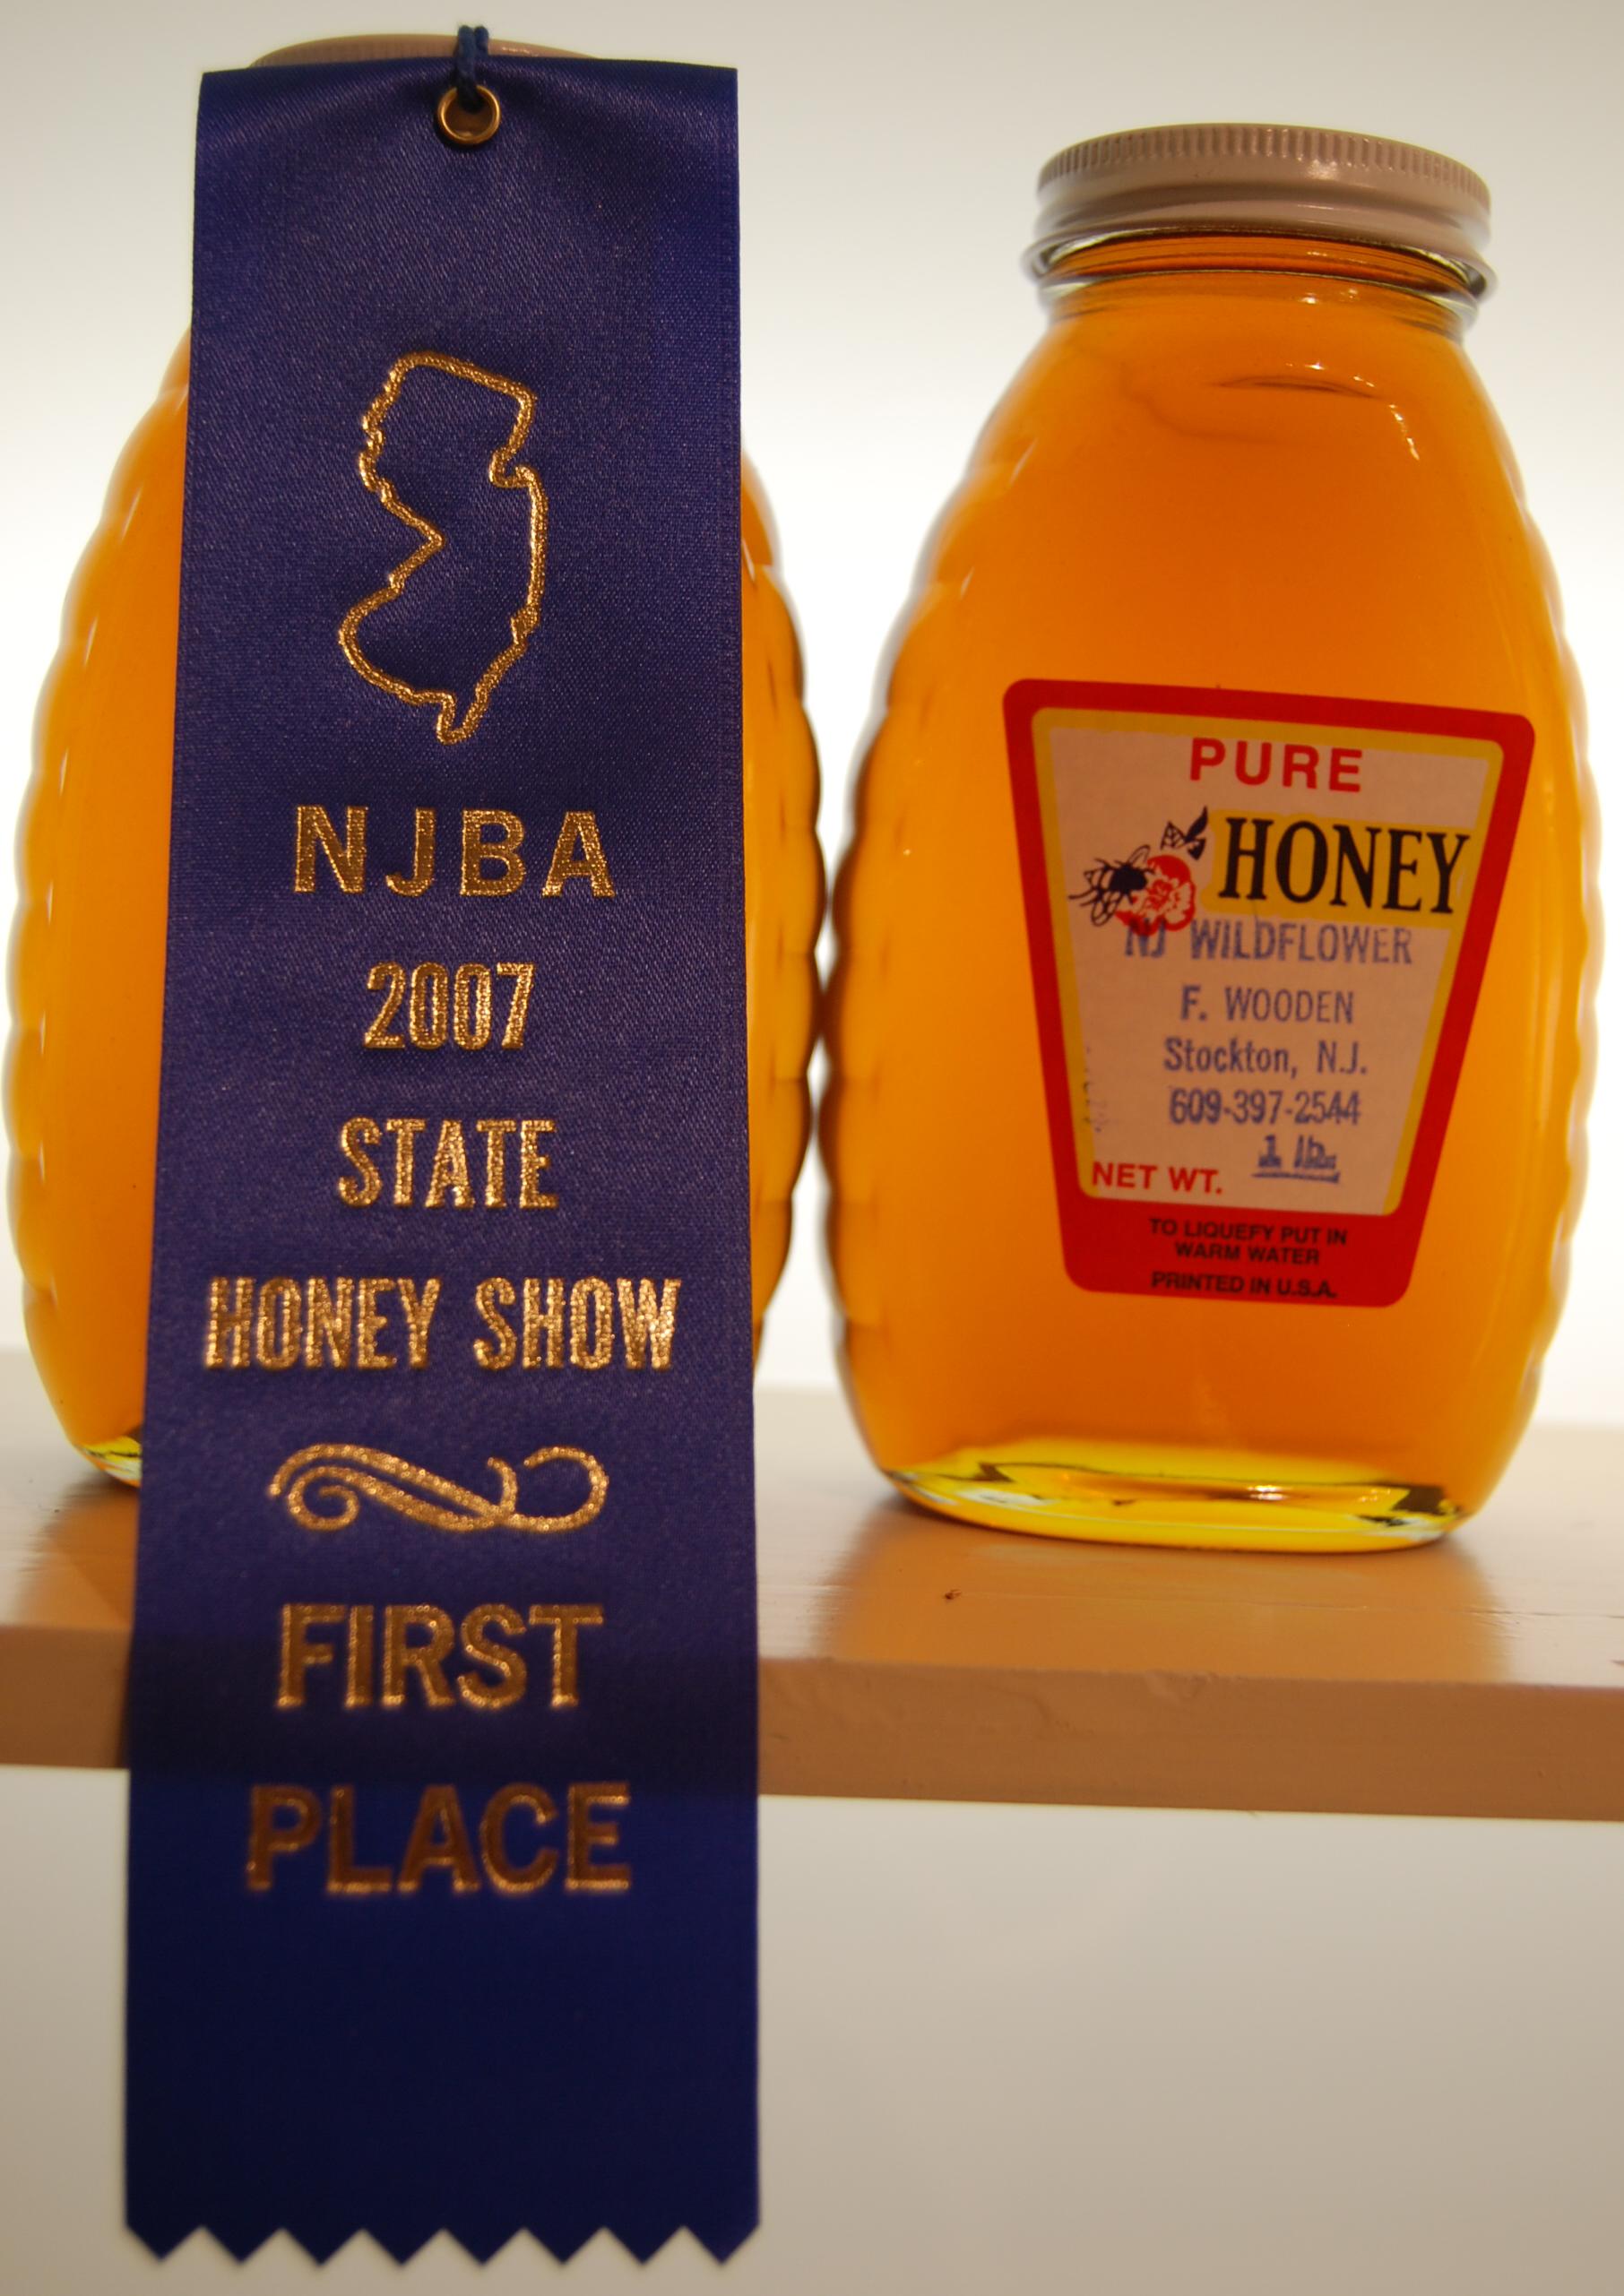 NJBA
2007
STATE
HONEY SHOW
FIRST
PLACE
PURE
HONEY
NJ WILDFLOWER
F. WOODEN
Stockton, N.J.
609-397-2544
NET WT. 1 lb.
TO LIQUEFY PUT IN
WARM WATER
PRINTED IN U.S.A.